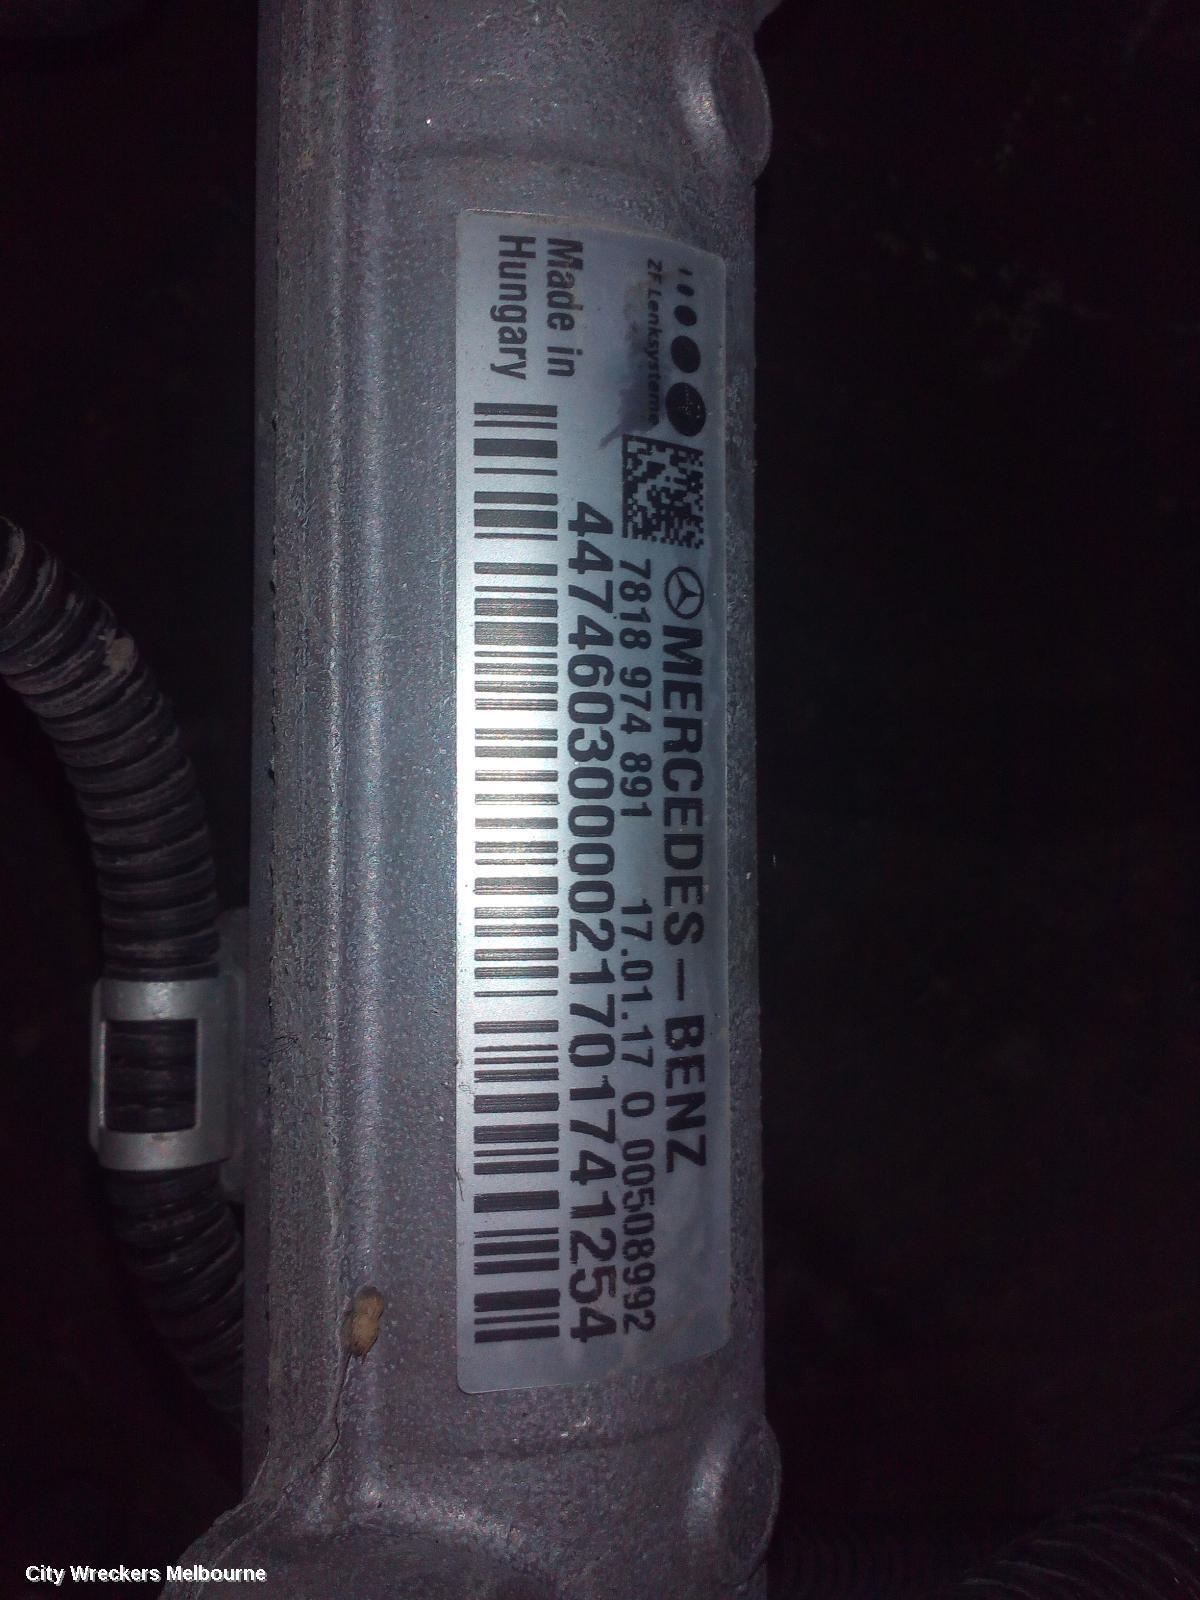 ZF Lenksysteme
MERCEDES-BENZ
7818 974 891 17.01.17 0 00508992
4474603000021701741254
Made in
Hungary
City Wreckers Melbourne